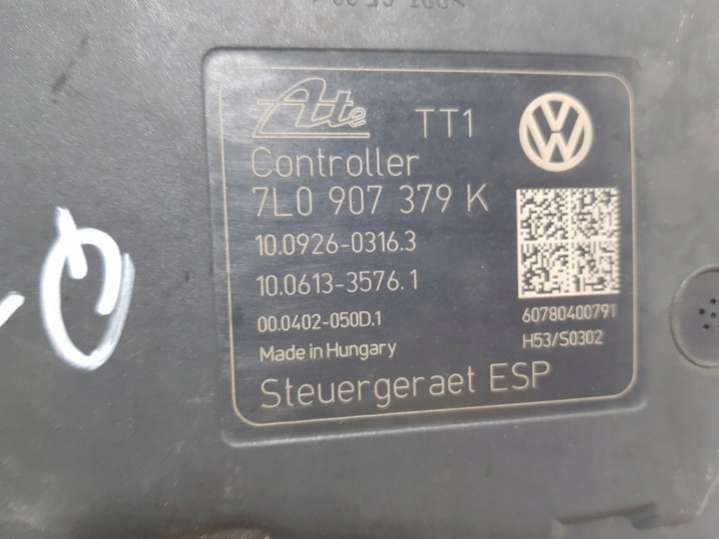 Ate TT1
Controller
7L0 907 379 K
10.0926-0316.3
10.0613-3576.1
00.0402-050D.1
60780400791
Made in Hungary
H53/S0302
Steuergeraet ESP